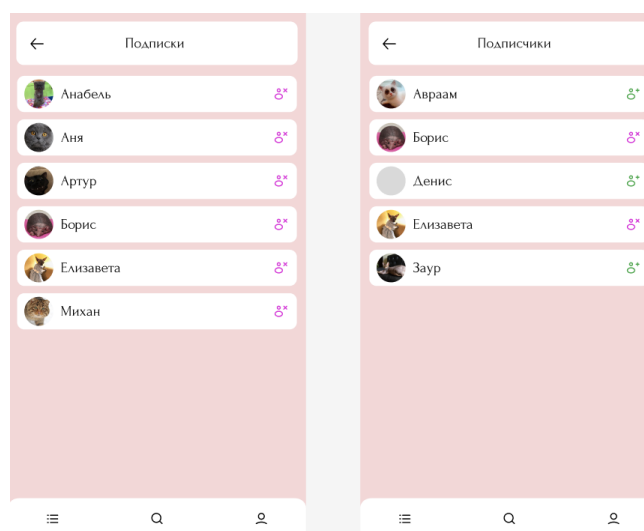 Подписки
Анабель
Аня
Артур
Борис
Елизавета
Михан
Подписчики
Авраам
Борис
Денис
Елизавета
Заур